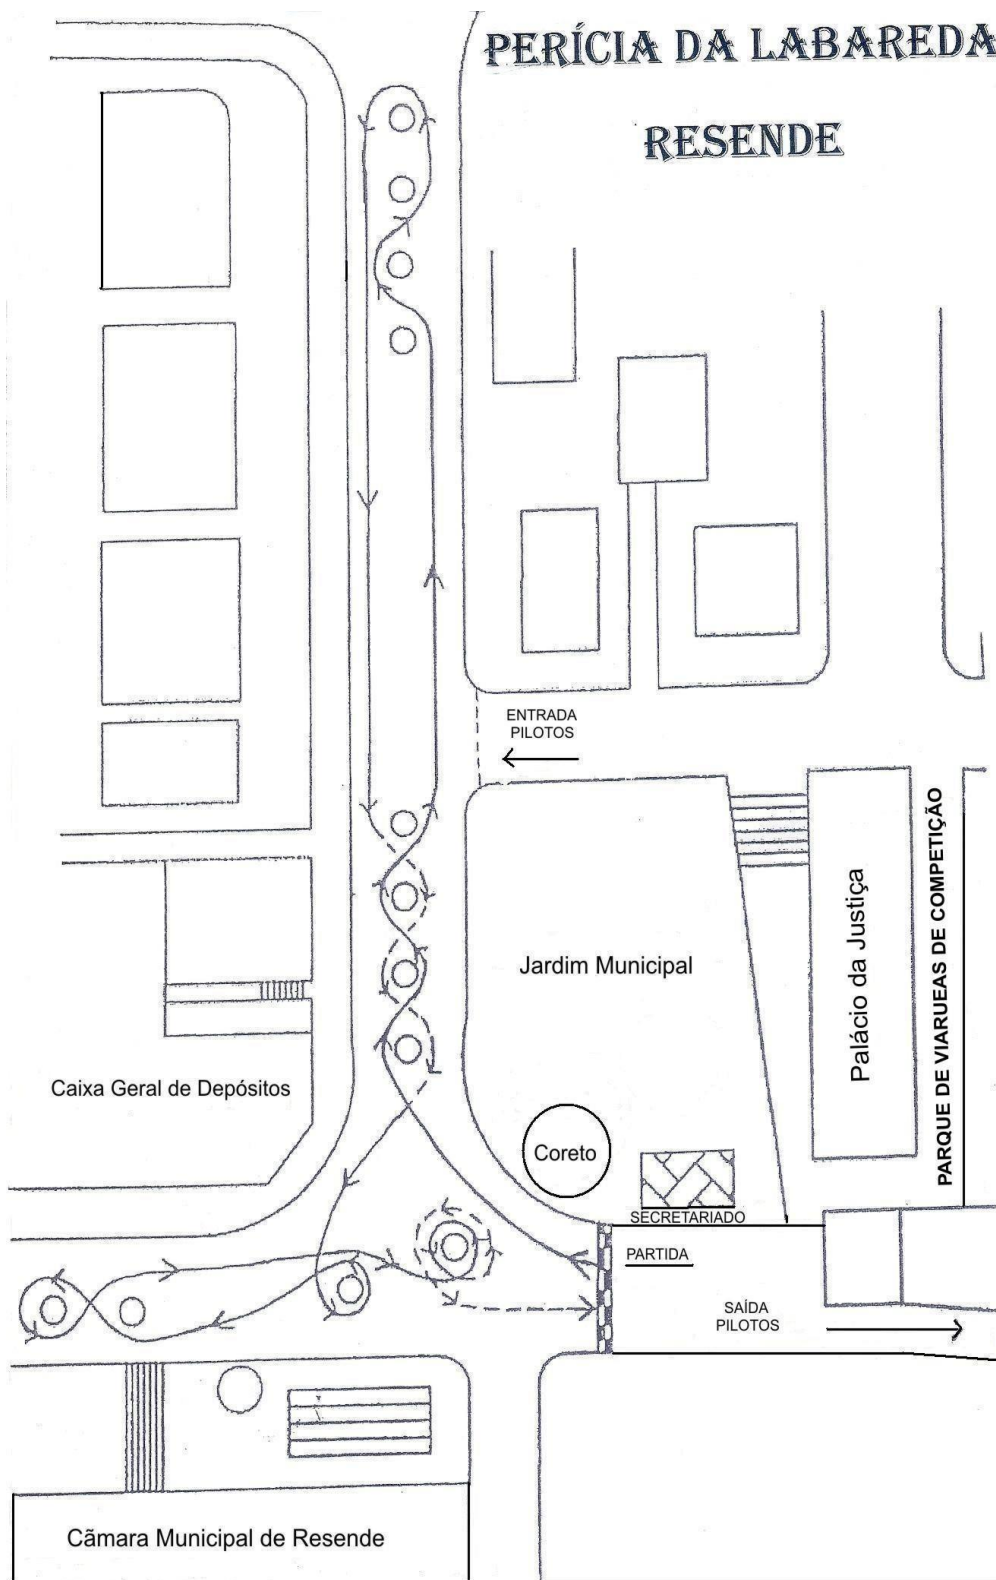 PERÍCIA DA LABAREDA
RESENDE
ENTRADA
PILOTOS
PARQUE DE VIARUEAS DE COMPETIÇÃO
Palácio da Justiça
Jardim Municipal
Caixa Geral de Depósitos
Coreto
SECRETARIADO
PARTIDA
SAÍDA
PILOTOS
Cãmara Municipal de Resende